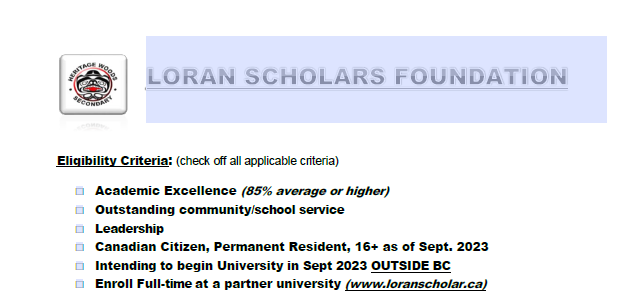 HERITAGE WOODS
SECONDARY
LORAN SCHOLARS FOUNDATION
Eligibility Criteria: (check off all applicable criteria)
Academic Excellence (85% average or higher)
Outstanding community/school service
Leadership
Canadian Citizen, Permanent Resident, 16+ as of Sept. 2023
Intending to begin University in Sept 2023 OUTSIDE BC
Enroll Full-time at a partner university (www.loranscholar.ca)